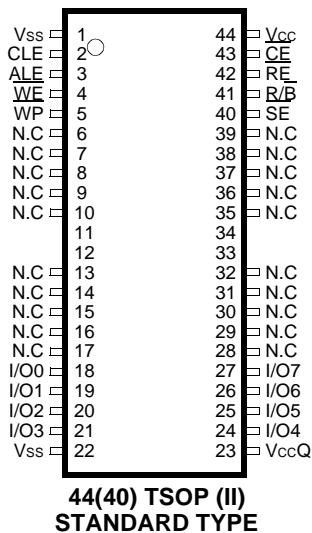 Vss 1 44 Vcc
CLE 2 43 CE
ALE 3 42 RE
WE 4 41 R/B
WP 5 40 SE
N.C 6 39 N.C
N.C 7 38 N.C
N.C 8 37 N.C
N.C 9 36 N.C
N.C 10 35 N.C
11 34
12 33
N.C 13 32 N.C
N.C 14 31 N.C
N.C 15 30 N.C
N.C 16 29 N.C
N.C 17 28 N.C
I/O0 18 27 I/O7
I/O1 19 26 I/O6
I/O2 20 25 I/O5
I/O3 21 24 I/O4
Vss 22 23 VccQ
44(40) TSOP (II)
STANDARD TYPE